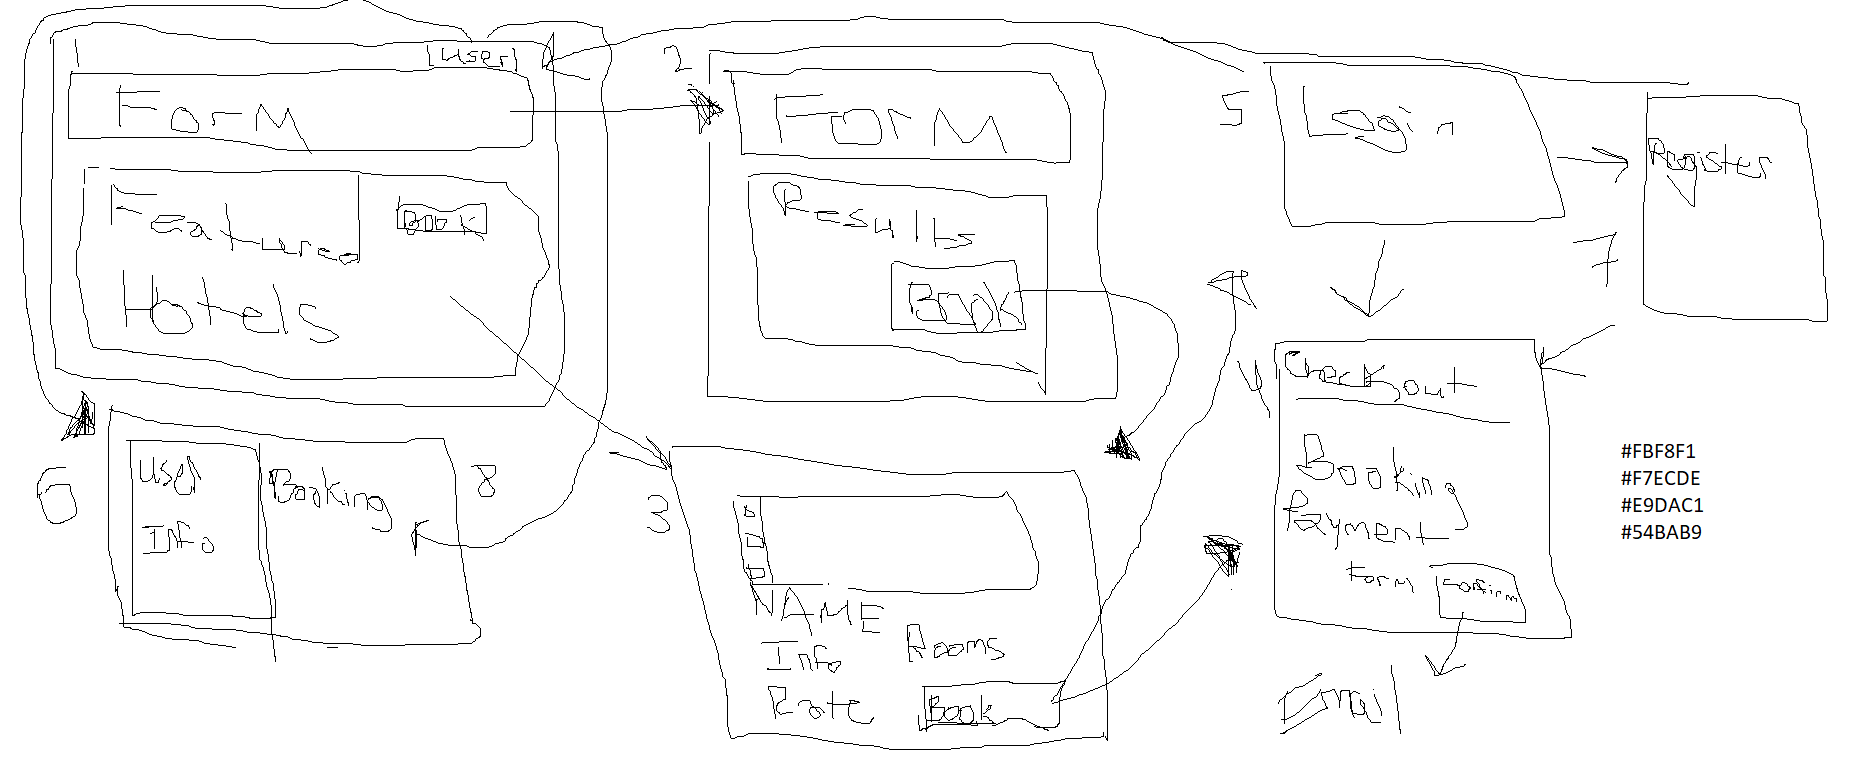 User
Form
Featured
Book
Hotels
2
Form
Results
Book
5
Login
Register
7
6
User
Info
Booking
8
3
NAME
Info
Rooms
Rate
Book
4
Checkout
Booking
Payment
Form
Confirm
Email
#FBF8F1
#F7ECDE
#E9DAC1
#54BAB9